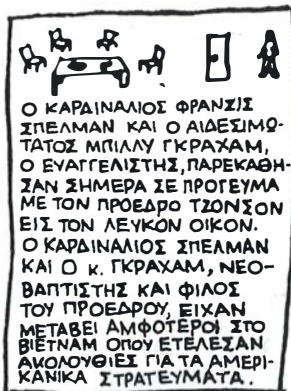 Ο ΚΑΡΔΙΝΑΛΙΟΣ ΦΡΑΝΣΙΣ
ΣΠΕΛΜΑΝ ΚΑΙ Ο ΑΙΔΕΣΙΜΩ-
ΤΑΤΟΣ ΜΠΙΛΛΥ ΓΚΡΑΧΑΜ,
Ο ΕΥΑΓΓΕΛΙΣΤΗΣ, ΠΑΡΕΚΑΘΗ-
ΣΑΝ ΣΗΜΕΡΑ ΣΕ ΠΡΟΓΕΥΜΑ
ΜΕ ΤΟΝ ΠΡΟΕΔΡΟ ΤΖΟΝΣΟΝ
ΕΙΣ ΤΟΝ ΛΕΥΚΟΝ ΟΙΚΟΝ.
Ο ΚΑΡΔΙΝΑΛΙΟΣ ΣΠΕΛΜΑΝ
ΚΑΙ Ο κ. ΓΚΡΑΧΑΜ, ΝΕΟ-
ΒΑΠΤΙΣΤΗΣ ΚΑΙ ΦΙΛΟΣ
ΤΟΥ ΠΡΟΕΔΡΟΥ, ΕΙΧΑΝ
ΜΕΤΑΒΕΙ ΑΜΦΟΤΕΡΟΙ ΣΤΟ
ΒΙΕΤΝΑΜ ΟΠΟΥ ΕΤΕΛΕΣΑΝ
ΑΚΟΛΟΥΘΙΕΣ ΓΙΑ ΤΑ ΑΜΕΡΙ-
ΚΑΝΙΚΑ ΣΤΡΑΤΕΥΜΑΤΑ.